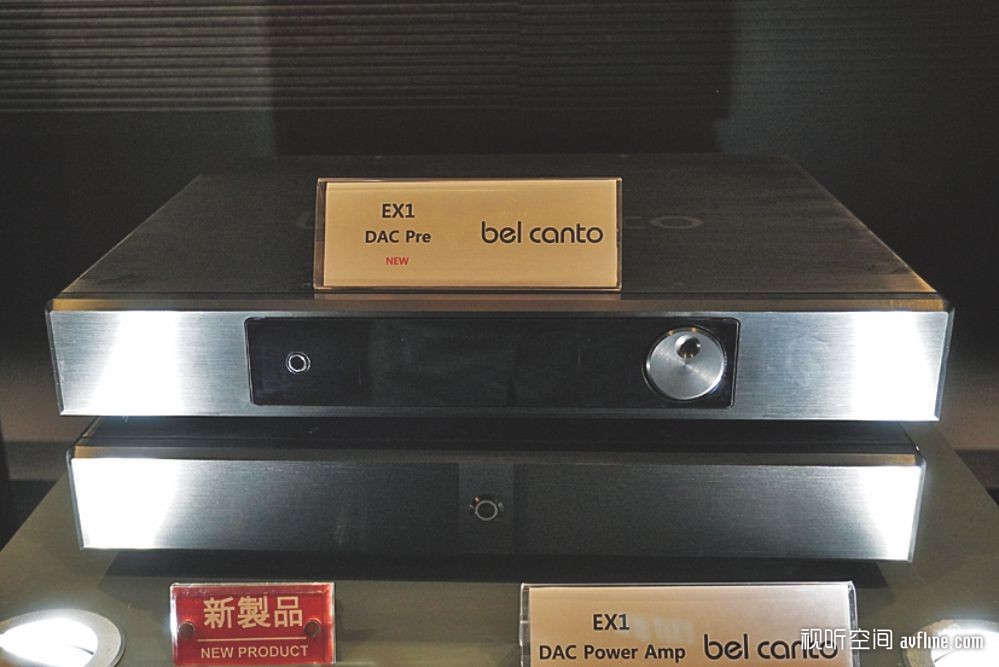 EX1
DAC Pre
NEW
bel canto
新製品
NEW PRODUCT
EX1
DAC Power Amp
bel canto
视听空间 avfline.com